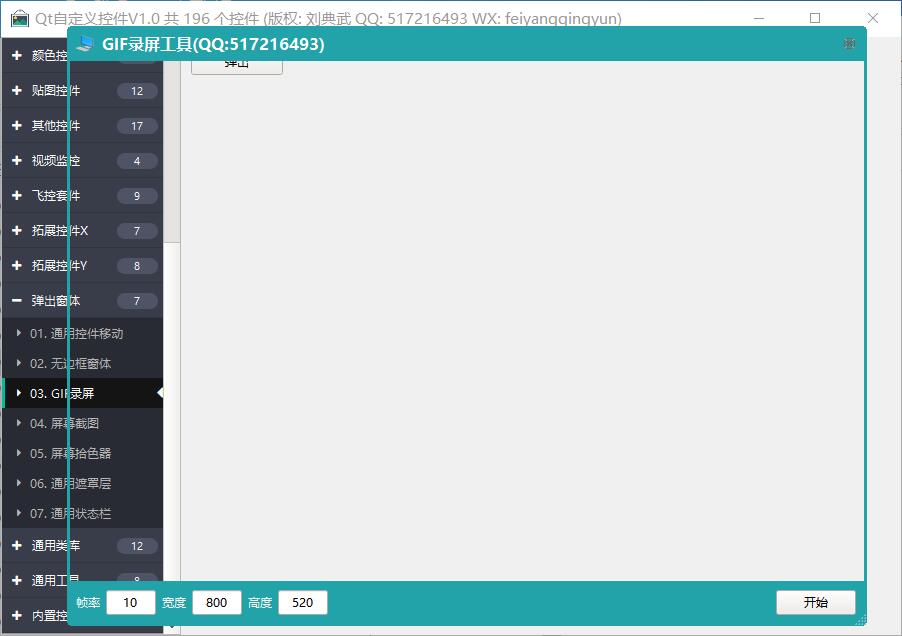 Qt自定义控件V1.0 共 196 个控件 (版权: 刘典武 QQ: 517216493 WX: feiyangqingyun)
GIF录屏工具(QQ:517216493)
弹出
颜色控
贴图控件 12
其他控件 17
视频监控 4
飞控套件 9
拓展控件X 7
拓展控件Y 8
弹出窗体 7
01. 通用控件移动
02. 无边框窗体
03. GIF录屏
04. 屏幕截图
05. 屏幕拾色器
06. 通用遮罩层
07. 通用状态栏
通用类库 12
通用工具 8
内置控
帧率 10 宽度 800 高度 520 开始